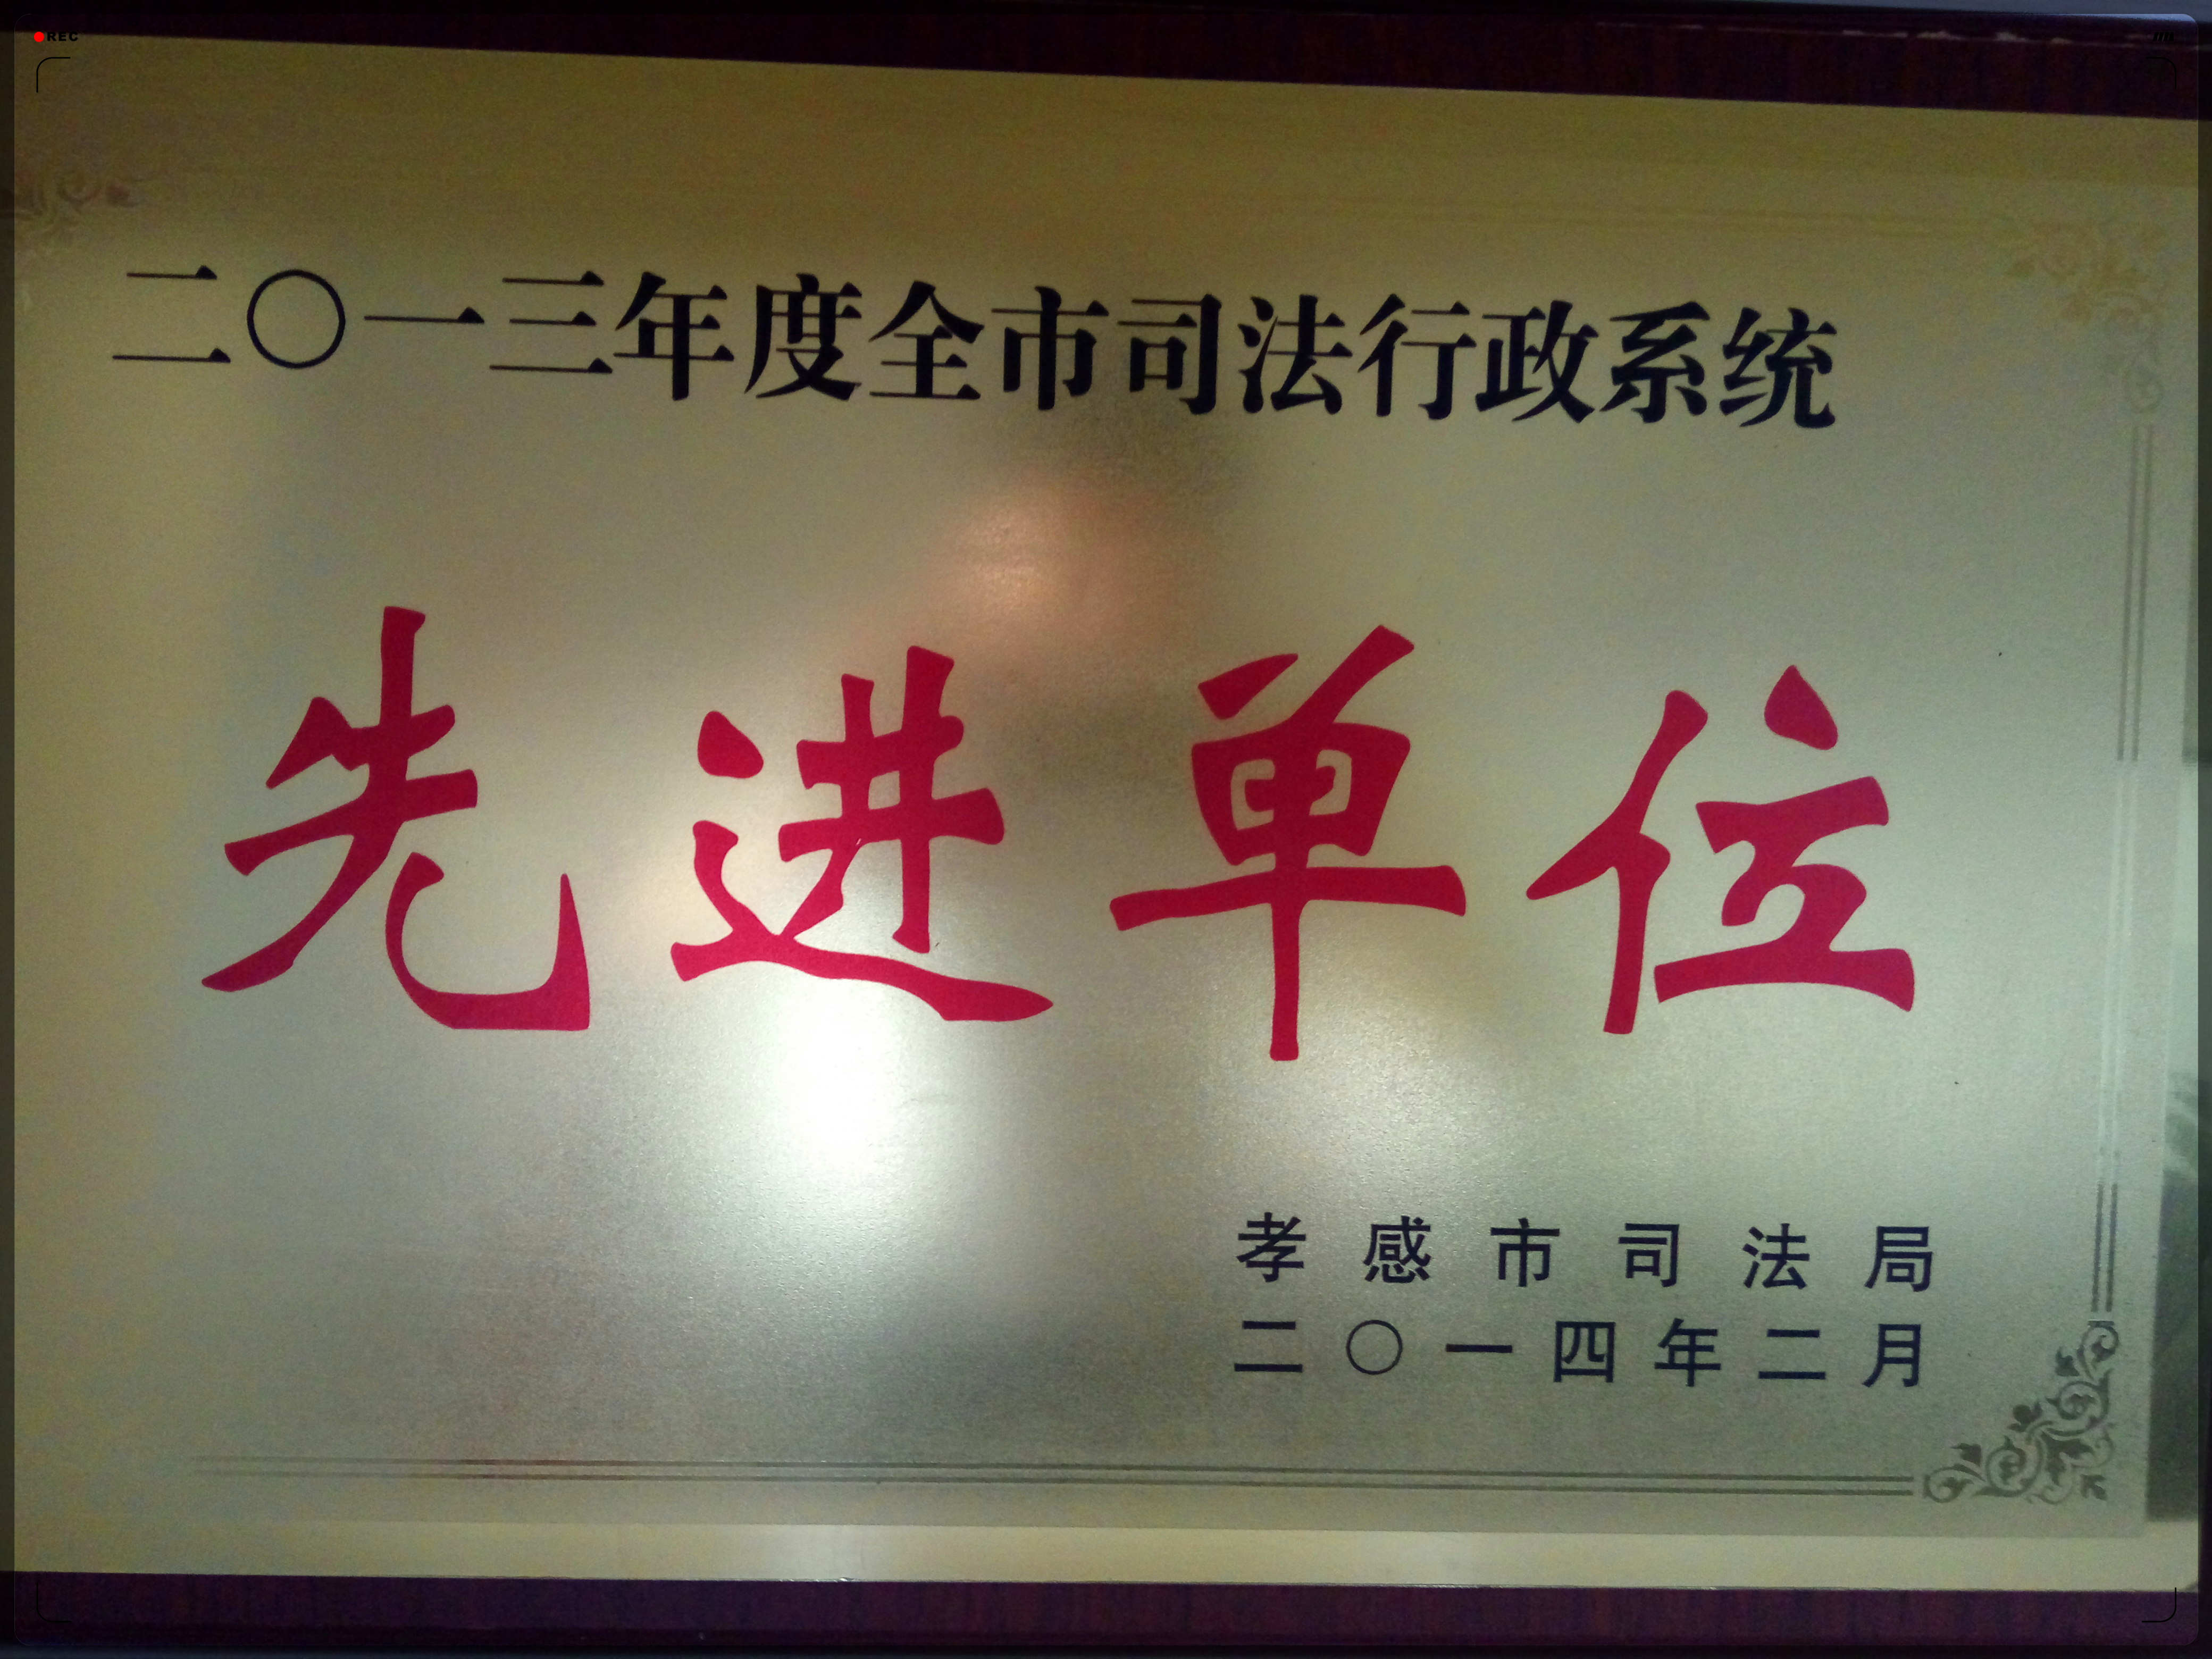 REC
二〇一三年度全市司法行政系统
先进单位
孝感市司法局
二〇一四年二月